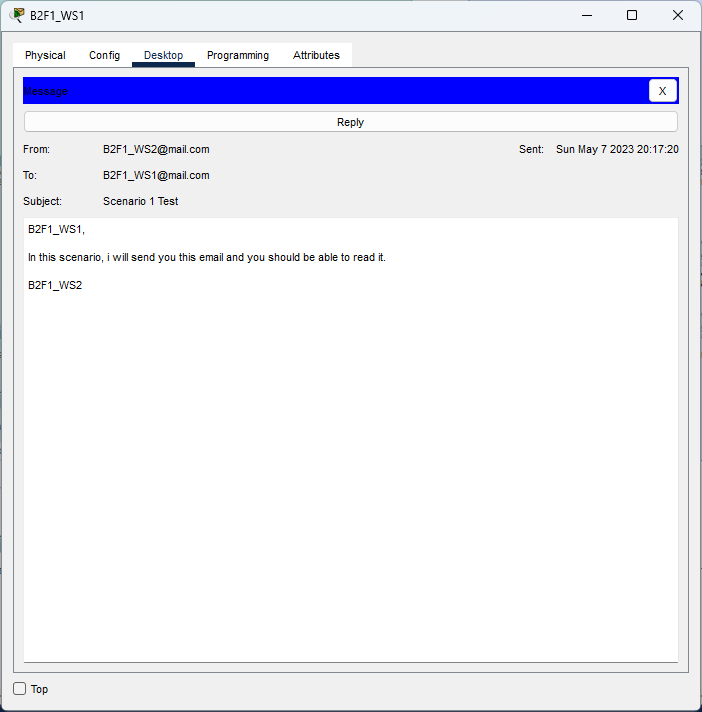 B2F1_WS1
Physical Config Desktop Programming Attributes
Message X
Reply
From: B2F1_WS2@mail.com Sent: Sun May 7 2023 20:17:20
To: B2F1_WS1@mail.com
Subject: Scenario 1 Test
B2F1_WS1,
In this scenario, i will send you this email and you should be able to read it.
B2F1_WS2
Top